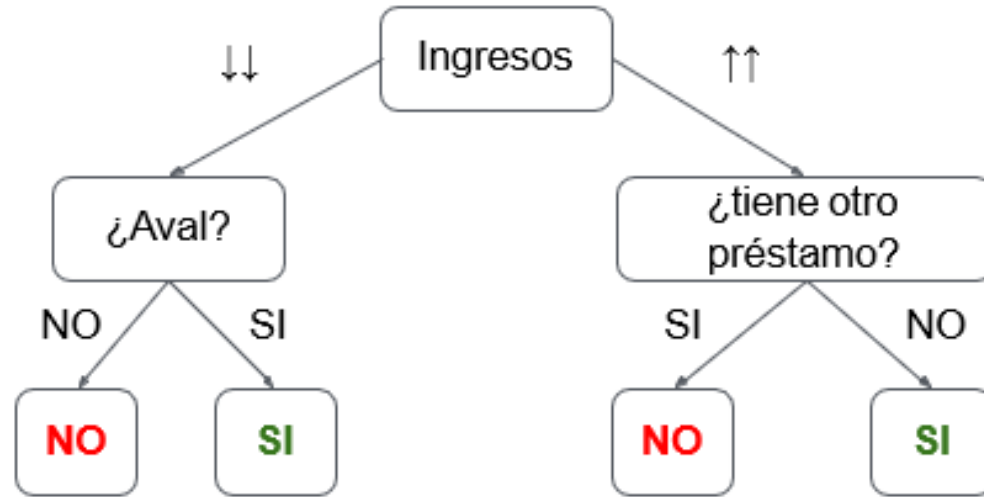 Ingresos
↓↓
↑↑
¿Aval?
¿tiene otro
préstamo?
NO
SI
SI
NO
NO
SI
NO
SI